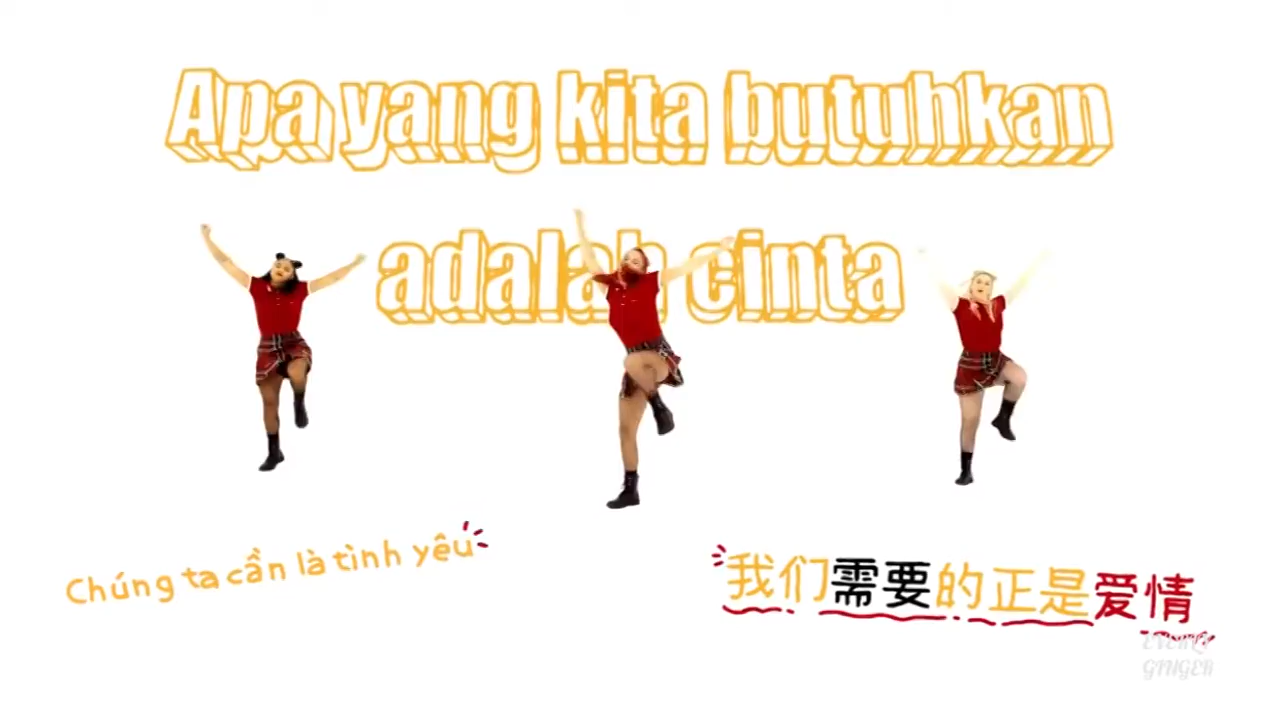 Apa yang kita butuhkan
adalah cinta
Chúng ta cần là tình yêu
我们需要的正是爱情
GINGER